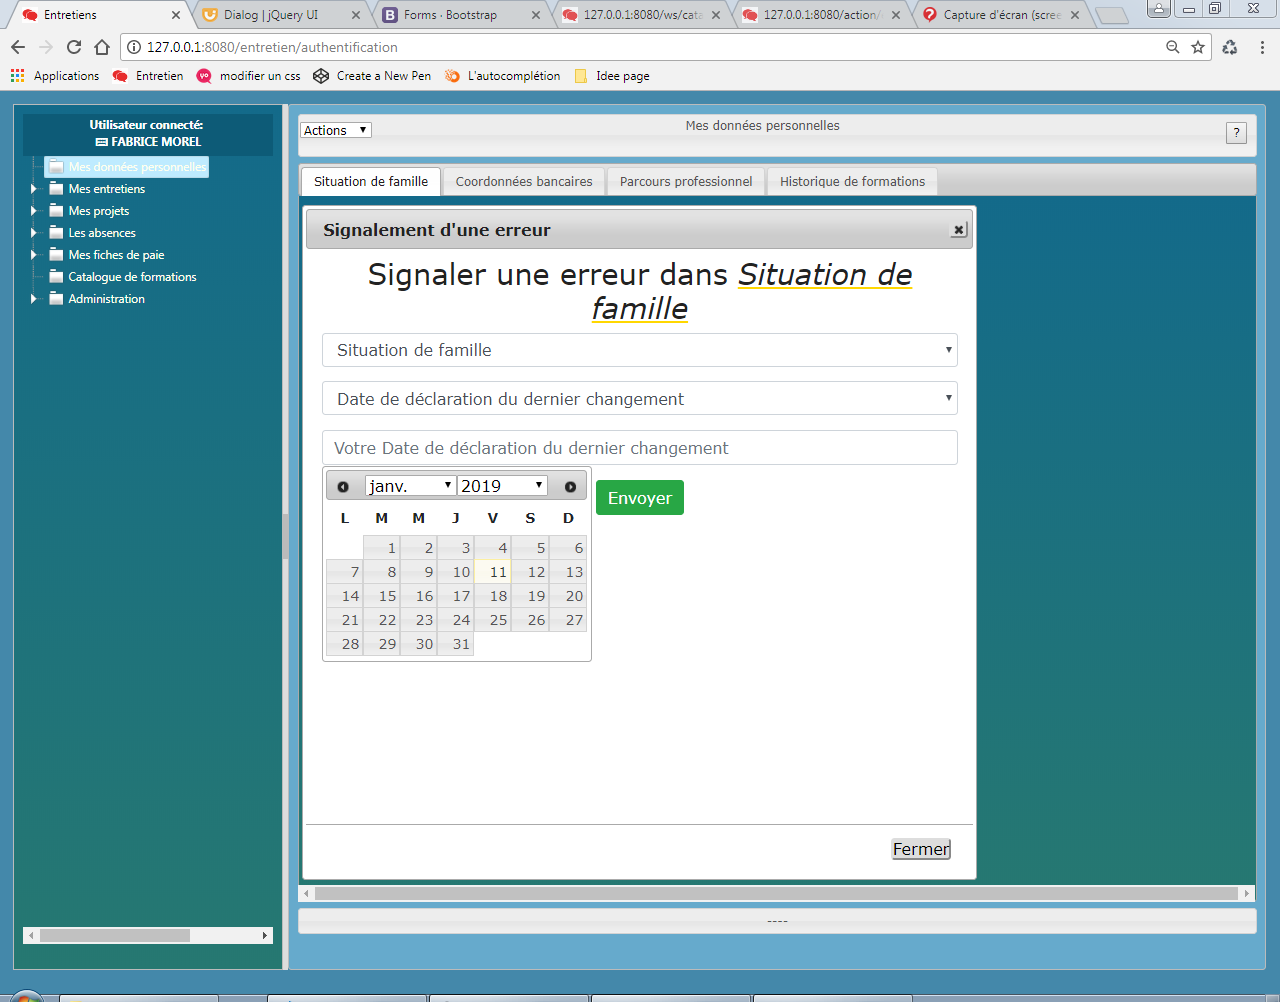 Entretiens
Dialog | jQuery UI
Forms · Bootstrap
127.0.0.1:8080/ws/cata
127.0.0.1:8080/action/
Capture d'écran (scree
127.0.0.1:8080/entretien/authentification
Applications
Entretien
modifier un css
Create a New Pen
L'autocomplétion
Idee page
Utilisateur connecté:
FABRICE MOREL
Mes données personnelles
Mes entretiens
Mes projets
Les absences
Mes fiches de paie
Catalogue de formations
Administration
Actions
Mes données personnelles
?
Situation de famille
Coordonnées bancaires
Parcours professionnel
Historique de formations
Signalement d'une erreur
Signaler une erreur dans Situation de
famille
Situation de famille
Date de déclaration du dernier changement
Votre Date de déclaration du dernier changement
janv. 2019
Envoyer
L M M J V S D
1 2 3 4 5 6
7 8 9 10 11 12 13
14 15 16 17 18 19 20
21 22 23 24 25 26 27
28 29 30 31
Fermer
----